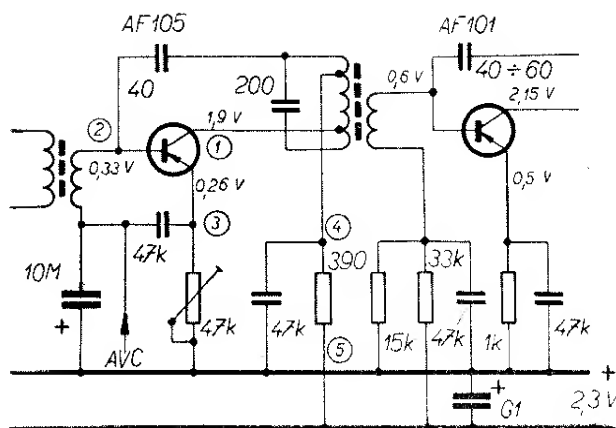 AF105
AF101
40
200
0,6 V
40 ÷ 60
2
1,9 V
2,15 V
0,33 V
1
0,26 V
0,5 V
3
4
10M
47k
390
33k
+
47k
47k
15k
47k
1k
47k
5
AVC
+
+
G1
2,3 V